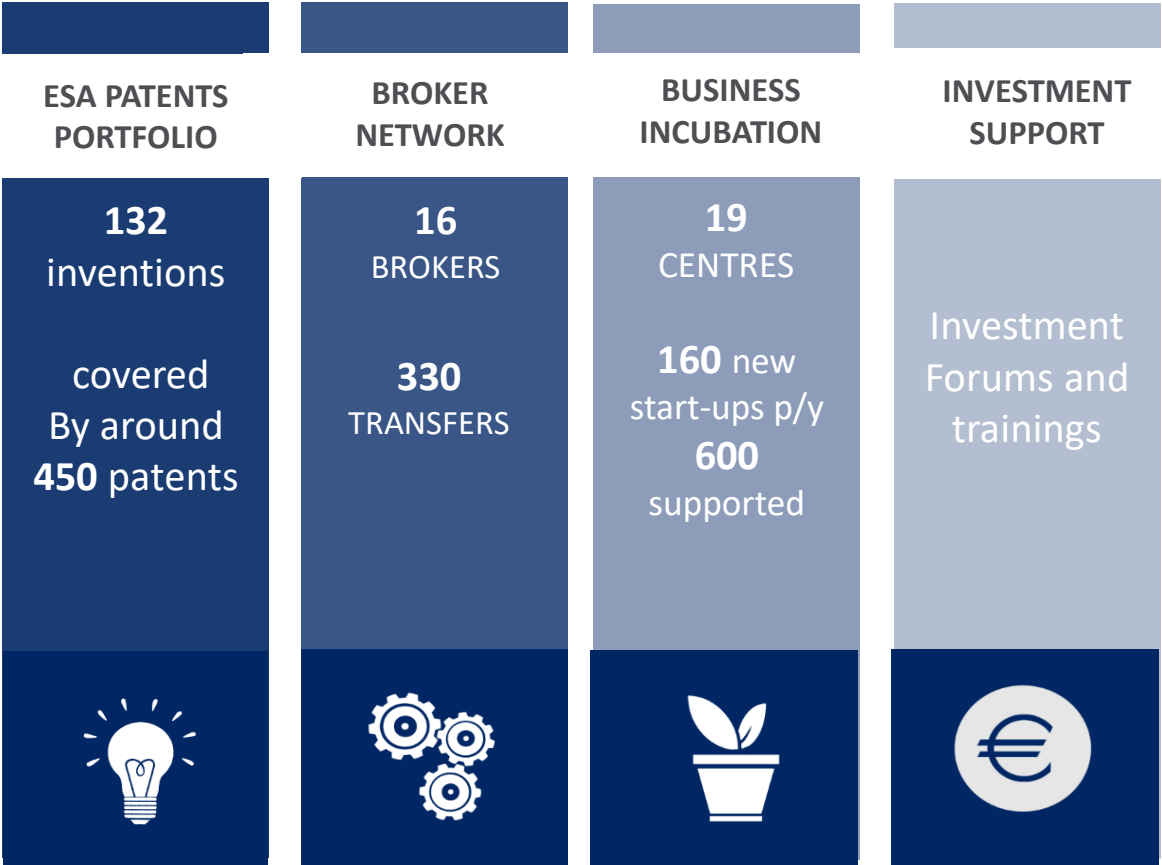 ESA PATENTS
PORTFOLIO
132
inventions
covered
By around
450 patents
BROKER
NETWORK
16
BROKERS
330
TRANSFERS
BUSINESS
INCUBATION
19
CENTRES
160 new
start-ups p/y
600
supported
INVESTMENT
SUPPORT
Investment
Forums and
trainings
€